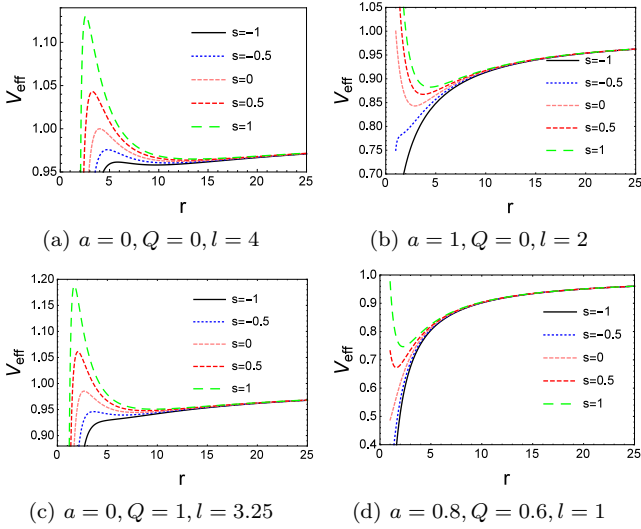 1.10
1.05
1.00
0.95
V_eff
s=-1
s=-0.5
s=0
s=0.5
s=1
0 5 10 15 20 25
r
(a) a = 0, Q = 0, l = 4
1.05
1.00
0.95
0.90
0.85
0.80
0.75
0.70
V_eff
s=-1
s=-0.5
s=0
s=0.5
s=1
0 5 10 15 20 25
r
(b) a = 1, Q = 0, l = 2
1.20
1.15
1.10
1.05
1.00
0.95
0.90
V_eff
s=-1
s=-0.5
s=0
s=0.5
s=1
0 5 10 15 20 25
r
(c) a = 0, Q = 1, l = 3.25
1.0
0.9
0.8
0.7
0.6
0.5
0.4
V_eff
s=-1
s=-0.5
s=0
s=0.5
s=1
0 5 10 15 20 25
r
(d) a = 0.8, Q = 0.6, l = 1